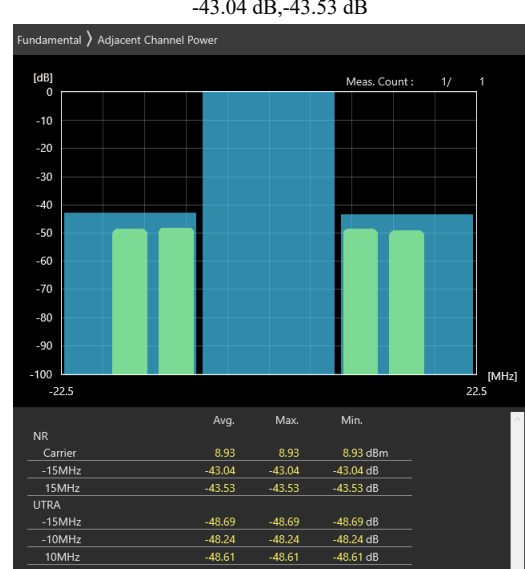 -43.04 dB,-43.53 dB
Fundamental 〉 Adjacent Channel Power
[dB]
Meas. Count : 1/ 1
0
-10
-20
-30
-40
-50
-60
-70
-80
-90
-100
[MHz]
-22.5 22.5
Avg. Max. Min.
NR
Carrier 8.93 8.93 8.93 dBm
-15MHz -43.04 -43.04 -43.04 dB
15MHz -43.53 -43.53 -43.53 dB
UTRA
-15MHz -48.69 -48.69 -48.69 dB
-10MHz -48.24 -48.24 -48.24 dB
10MHz -48.61 -48.61 -48.61 dB